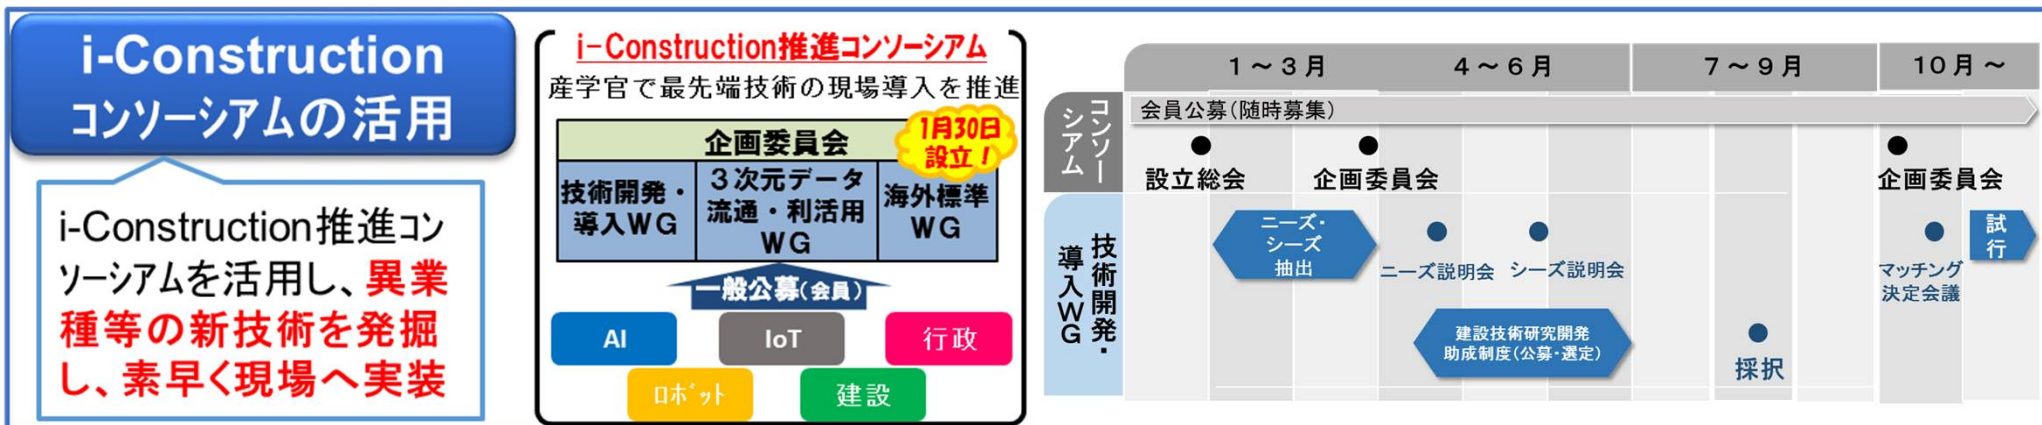 i-Construction
コンソーシアムの活用
i-Construction推進コン
ソーシアムを活用し、異業
種等の新技術を発掘
し、素早く現場へ実装
i-Construction推進コンソーシアム
産学官で最先端技術の現場導入を推進
企画委員会
1月30日
設立！
技術開発・
導入WG
３次元データ
流通・利活用
WG
海外標準
WG
一般公募(会員)
AI
IoT
行政
ロボット
建設
１～３月
４～６月
７～９月
１０月～
コンソー
シアム
会員公募(随時募集)
設立総会
企画委員会
企画委員会
技術開発・
導入WG
ニーズ・
シーズ
抽出
ニーズ説明会
シーズ説明会
マッチング
決定会議
試
行
建設技術研究開発
助成制度(公募・選定)
採択